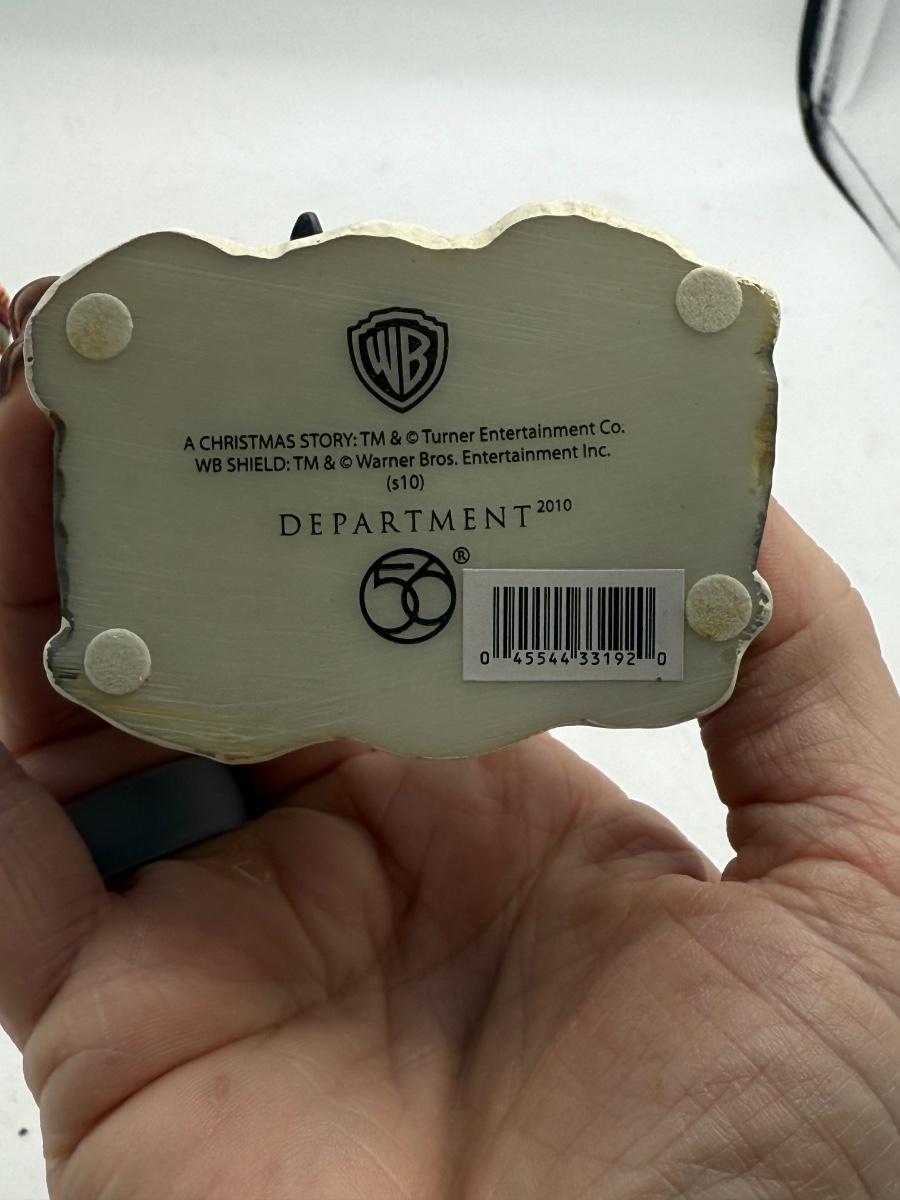 WB
A CHRISTMAS STORY: TM & © Turner Entertainment Co.
WB SHIELD: TM & © Warner Bros. Entertainment Inc.
(s10)
DEPARTMENT 2010
56®
0 45544 33192 0